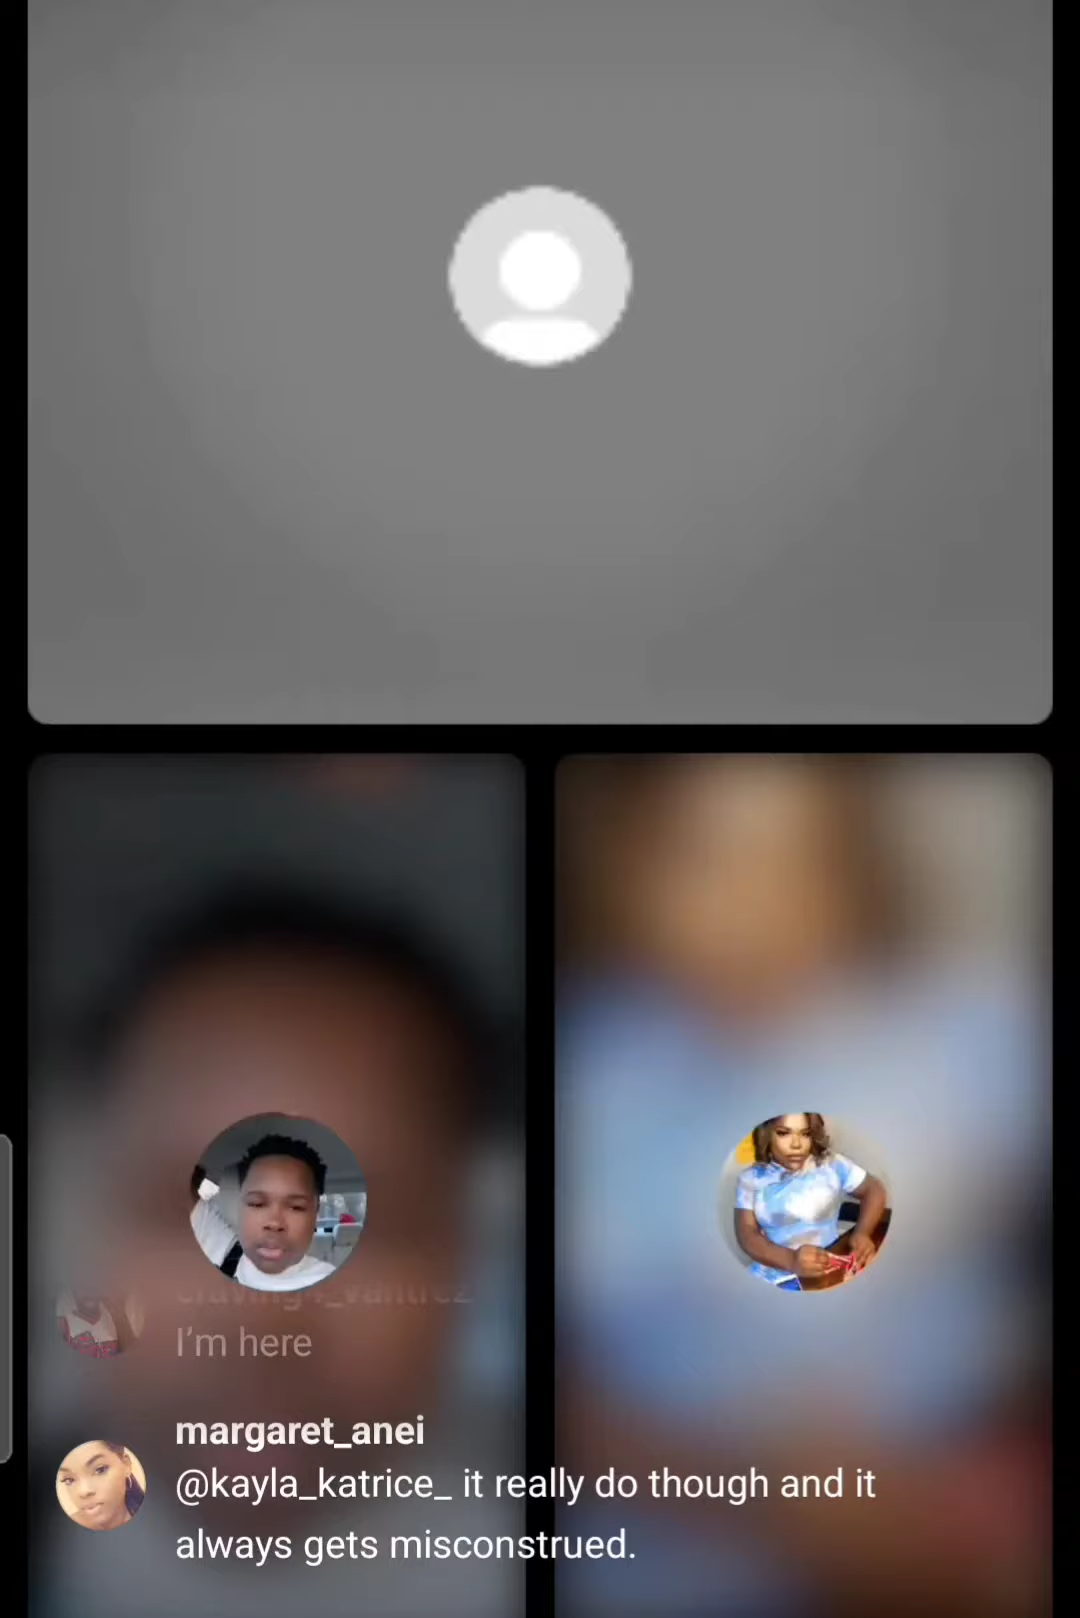 I'm here
margaret_anei
@kayla_katrice_ it really do though and it
always gets misconstrued.